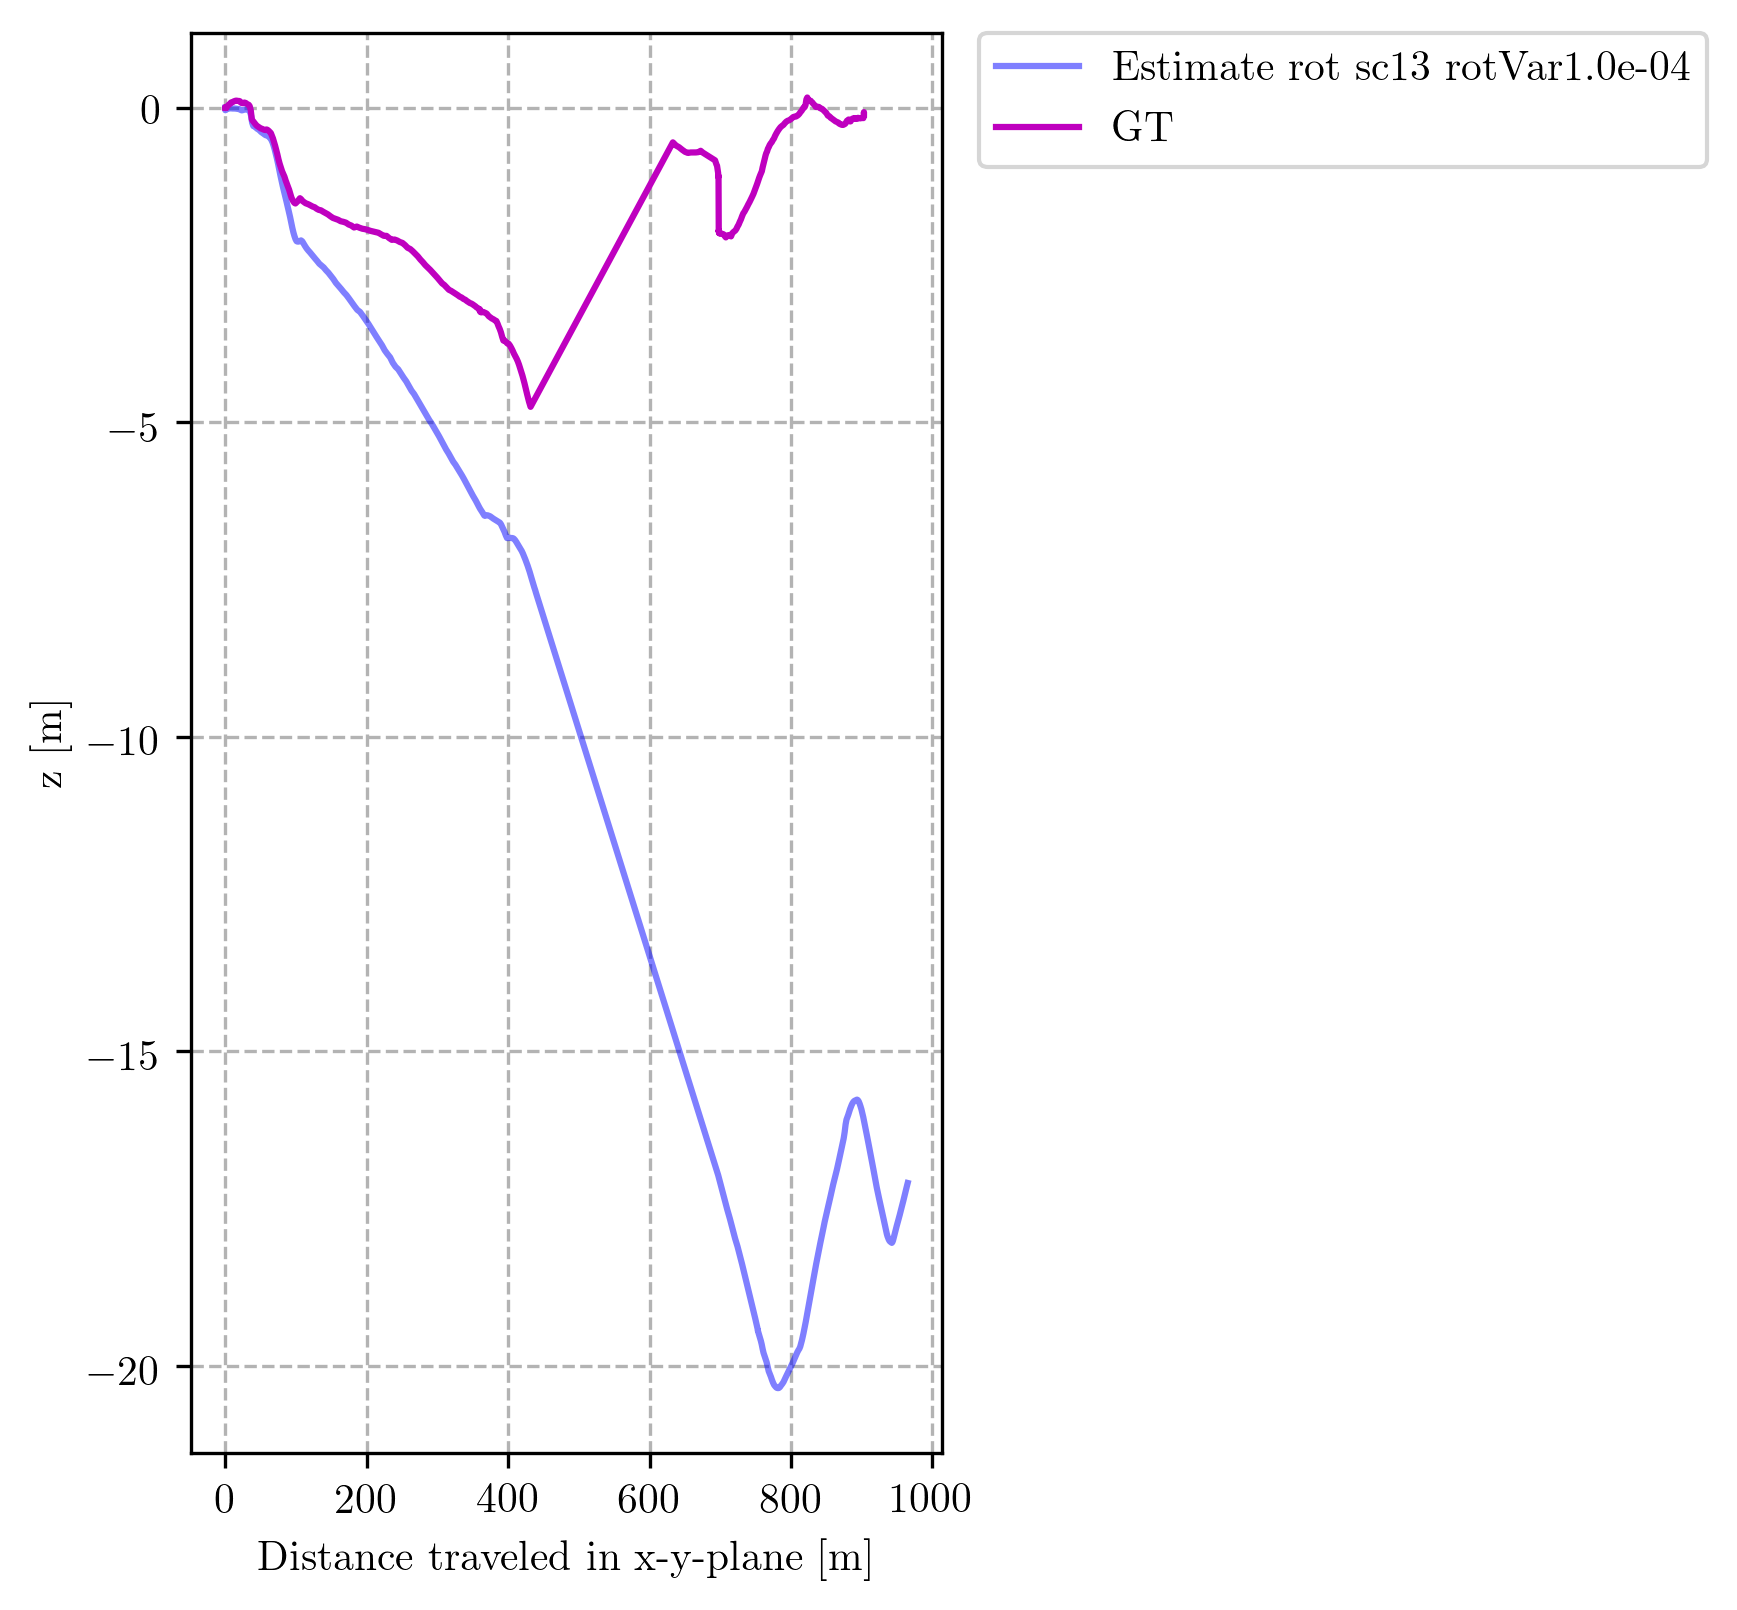 Estimate rot sc13 rotVar1.0e-04
GT
0
−5
−10
−15
−20
z [m]
0 200 400 600 800 1000
Distance traveled in x-y-plane [m]